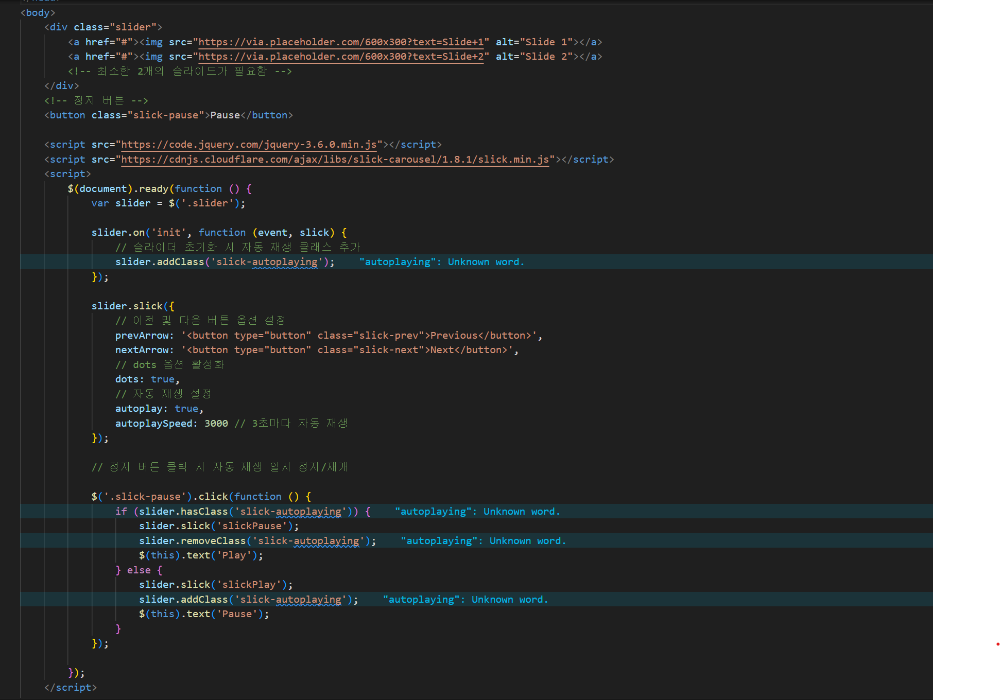 <body>
<div class="slider">
<a href="#"><img src="https://via.placeholder.com/600x300?text=Slide+1" alt="Slide 1"></a>
<a href="#"><img src="https://via.placeholder.com/600x300?text=Slide+2" alt="Slide 2"></a>
<!-- 최소한 2개의 슬라이드가 필요함 -->
</div>
<!-- 정지 버튼 -->
<button class="slick-pause">Pause</button>
<script src="https://code.jquery.com/jquery-3.6.0.min.js"></script>
<script src="https://cdnjs.cloudflare.com/ajax/libs/slick-carousel/1.8.1/slick.min.js"></script>
<script>
$(document).ready(function () {
var slider = $('.slider');
slider.on('init', function (event, slick) {
// 슬라이더 초기화 시 자동 재생 클래스 추가
slider.addClass('slick-autoplaying'); "autoplaying": Unknown word.
});
slider.slick({
// 이전 및 다음 버튼 옵션 설정
prevArrow: '<button type="button" class="slick-prev">Previous</button>',
nextArrow: '<button type="button" class="slick-next">Next</button>',
// dots 옵션 활성화
dots: true,
// 자동 재생 설정
autoplay: true,
autoplaySpeed: 3000 // 3초마다 자동 재생
});
// 정지 버튼 클릭 시 자동 재생 일시 정지/재개
$('.slick-pause').click(function () {
if (slider.hasClass('slick-autoplaying')) { "autoplaying": Unknown word.
slider.slick('slickPause');
slider.removeClass('slick-autoplaying'); "autoplaying": Unknown word.
$(this).text('Play');
} else {
slider.slick('slickPlay');
slider.addClass('slick-autoplaying'); "autoplaying": Unknown word.
$(this).text('Pause');
}
});
});
</script>